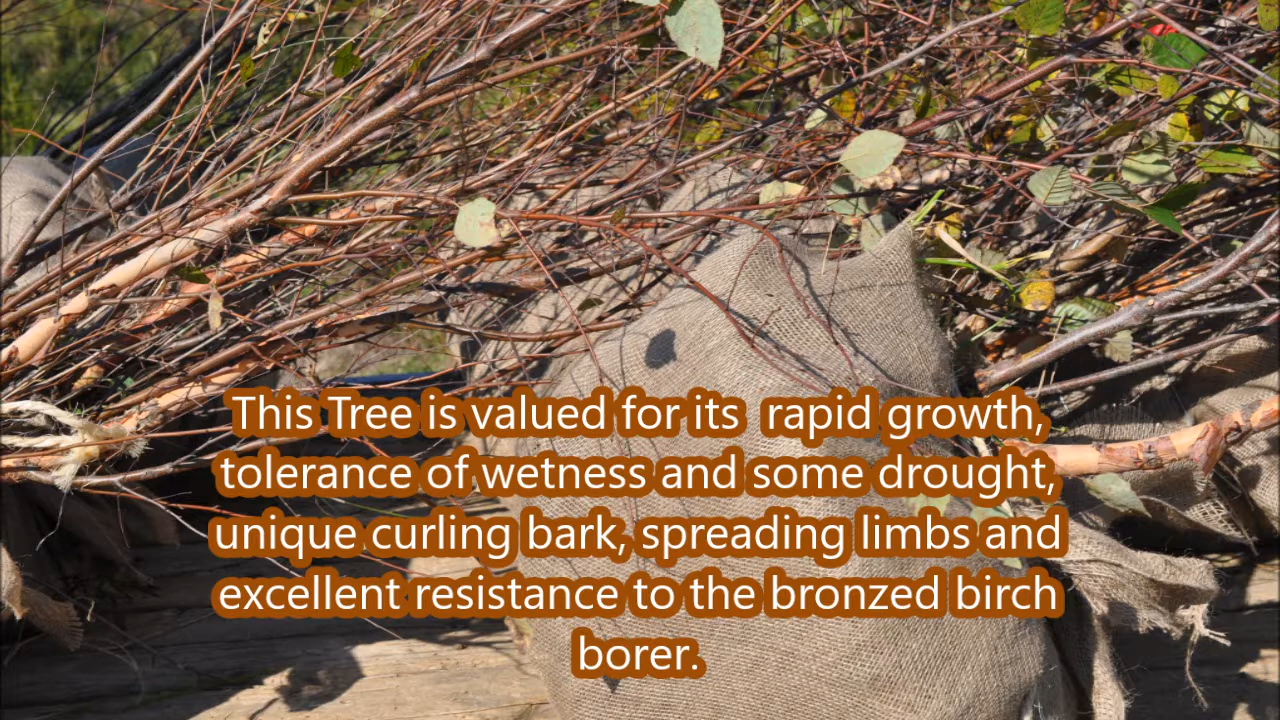 This Tree is valued for its  rapid growth,
tolerance of wetness and some drought,
unique curling bark, spreading limbs and
excellent resistance to the bronzed birch
borer.